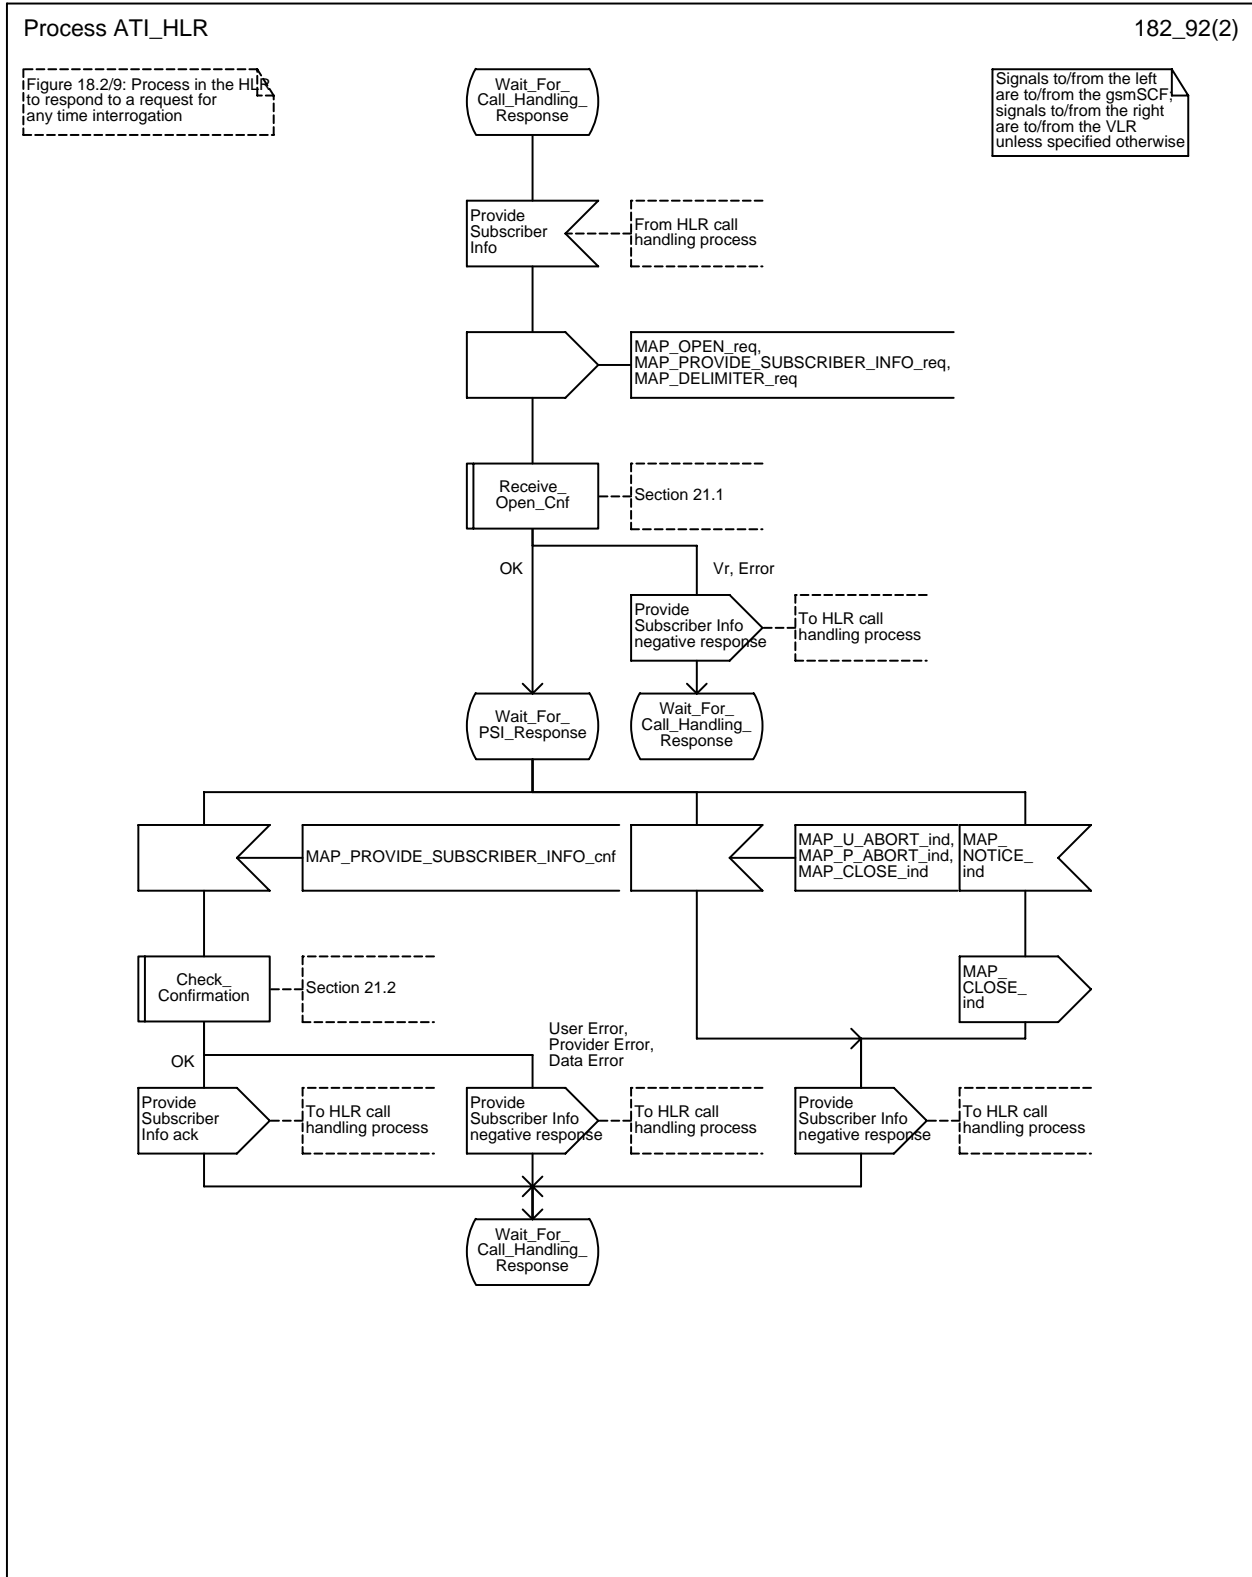 Process ATI_HLR
182_92(2)
Figure 18.2/9: Process in the HLR
to respond to a request for
any time interrogation
Wait_For_
Call_Handling_
Response
Signals to/from the left
are to/from the gsmSCF;
signals to/from the right
are to/from the VLR
unless specified otherwise
Provide
Subscriber
Info
From HLR call
handling process
MAP_OPEN_req,
MAP_PROVIDE_SUBSCRIBER_INFO_req,
MAP_DELIMITER_req
Receive_
Open_Cnf
Section 21.1
OK
Vr, Error
Provide
Subscriber Info
negative response
To HLR call
handling process
Wait_For_
PSI_Response
Wait_For_
Call_Handling_
Response
MAP_PROVIDE_SUBSCRIBER_INFO_cnf
MAP_U_ABORT_ind,
MAP_P_ABORT_ind,
MAP_CLOSE_ind
MAP_
NOTICE_
ind
Check_
Confirmation
Section 21.2
MAP_
CLOSE_
ind
OK
User Error,
Provider Error,
Data Error
Provide
Subscriber
Info ack
To HLR call
handling process
Provide
Subscriber Info
negative response
To HLR call
handling process
Provide
Subscriber Info
negative response
To HLR call
handling process
Wait_For_
Call_Handling_
Response